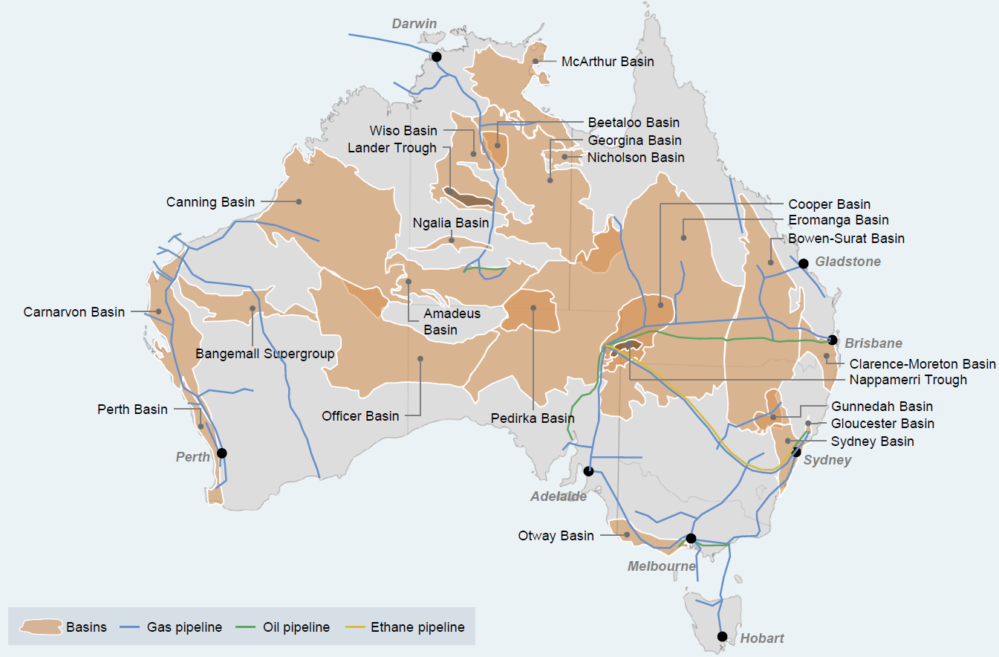 Darwin
McArthur Basin
Beetaloo Basin
Wiso Basin
Georgina Basin
Lander Trough
Nicholson Basin
Canning Basin
Cooper Basin
Ngalia Basin
Eromanga Basin
Bowen-Surat Basin
Gladstone
Carnarvon Basin
Amadeus
Basin
Brisbane
Bangemall Supergroup
Clarence-Moreton Basin
Nappamerri Trough
Perth Basin
Officer Basin
Pedirka Basin
Gunnedah Basin
Gloucester Basin
Sydney Basin
Perth
Sydney
Adelaide
Otway Basin
Melbourne
Basins
Gas pipeline
Oil pipeline
Ethane pipeline
Hobart